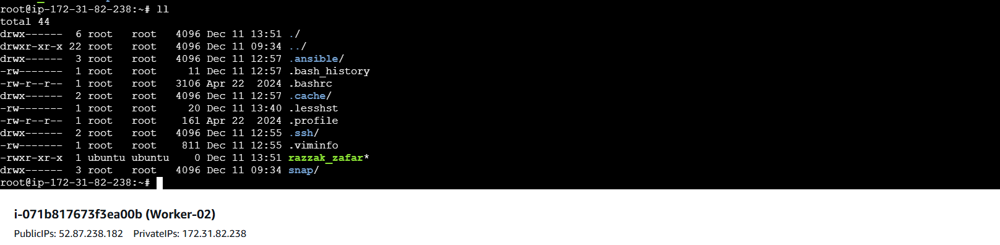 root@ip-172-31-82-238:~# ll
total 44
drwx------  6 root   root   4096 Dec 11 13:51 ./
drwxr-xr-x 22 root   root   4096 Dec 11 09:34 ../
drwx------  3 root   root   4096 Dec 11 12:57 .ansible/
-rw-------  1 root   root     11 Dec 11 12:57 .bash_history
-rw-r--r--  1 root   root   3106 Apr 22  2024 .bashrc
drwx------  2 root   root   4096 Dec 11 12:57 .cache/
-rw-------  1 root   root     20 Dec 11 13:40 .lesshst
-rw-r--r--  1 root   root    161 Apr 22  2024 .profile
drwx------  2 root   root   4096 Dec 11 12:55 .ssh/
-rw-------  1 root   root    811 Dec 11 12:55 .viminfo
-rwxr-xr-x  1 ubuntu ubuntu    0 Dec 11 13:51 razzak_zafar*
drwx------  3 root   root   4096 Dec 11 09:34 snap/
root@ip-172-31-82-238:~#
i-071b817673f3ea00b (Worker-02)
PublicIPs: 52.87.238.182    PrivateIPs: 172.31.82.238